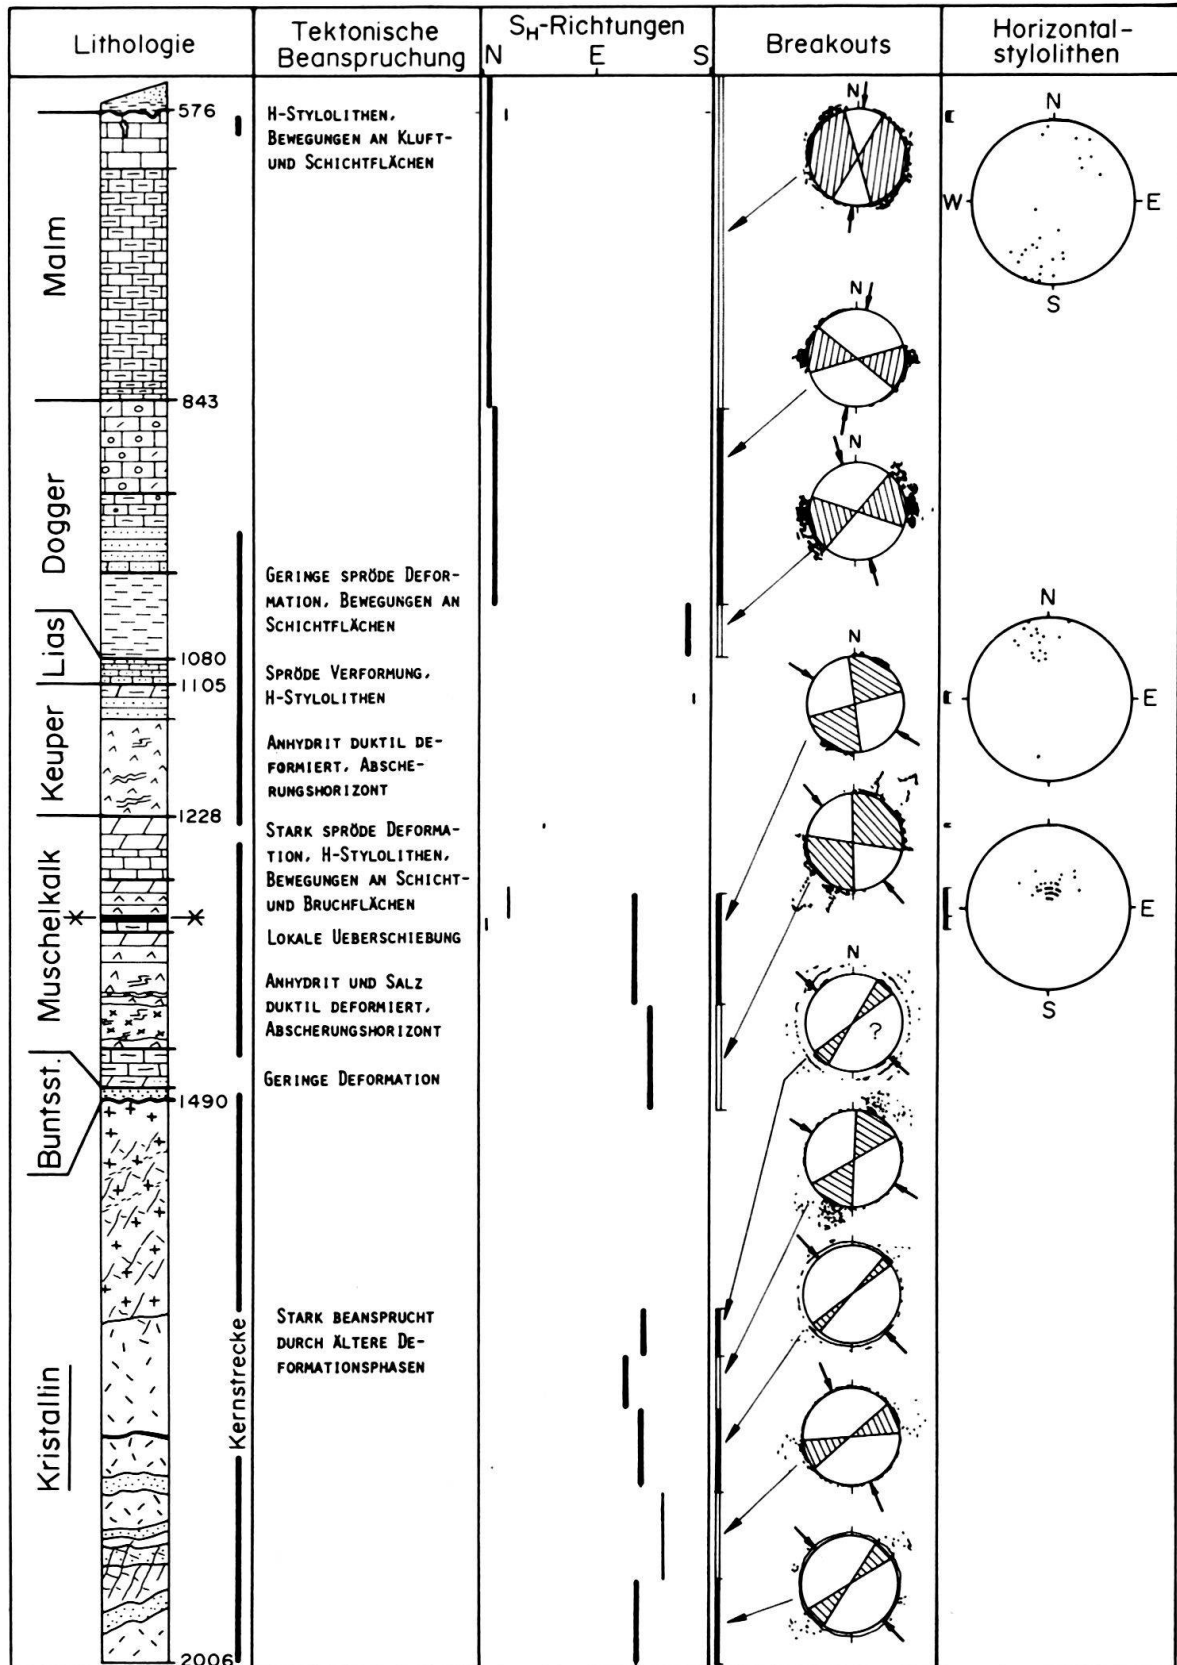 Lithologie
Tektonische
Beanspruchung
S_H-Richtungen
N E S
Breakouts
Horizontal-
stylolithen
Malm
Dogger
Lias
Keuper
Muschelkalk
Buntsst.
Kristallin
576
843
1080
1105
1228
1490
2006
Kernstrecke
H-STYLOLITHEN,
BEWEGUNGEN AN KLUFT-
UND SCHICHTFLÄCHEN
GERINGE SPRÖDE DEFOR-
MATION, BEWEGUNGEN AN
SCHICHTFLÄCHEN
SPRÖDE VERFORMUNG,
H-STYLOLITHEN
ANHYDRIT DUKTIL DE-
FORMIERT, ABSCHE-
RUNGSHORIZONT
STARK SPRÖDE DEFORMA-
TION, H-STYLOLITHEN,
BEWEGUNGEN AN SCHICHT-
UND BRUCHFLÄCHEN
LOKALE UEBERSCHIEBUNG
ANHYDRIT UND SALZ
DUKTIL DEFORMIERT,
ABSCHERUNGSHORIZONT
GERINGE DEFORMATION
STARK BEANSPRUCHT
DURCH ÄLTERE DE-
FORMATIONSPHASEN
N
N
N
N
N
?
N
W E
S
N
E
E
S